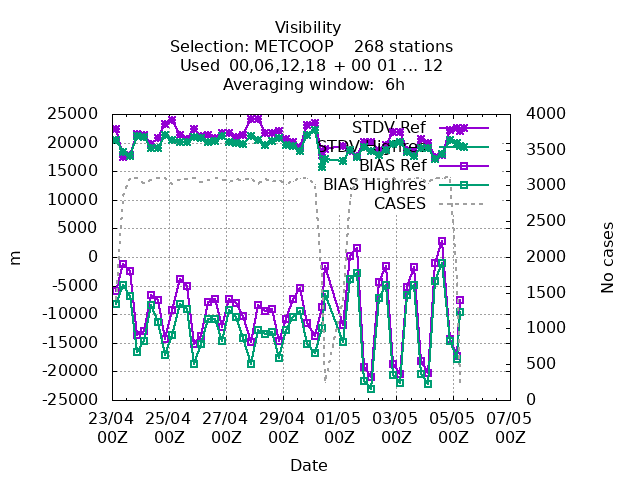 Visibility
Selection: METCOOP    268 stations
Used  00,06,12,18 + 00 01 ... 12
Averaging window:  6h
25000
20000
15000
10000
5000
0
-5000
-10000
-15000
-20000
-25000
m
STDV Ref
STDV Highres
BIAS Ref
BIAS Highres
CASES
4000
3500
3000
2500
2000
1500
1000
500
0
No cases
23/04 00Z
25/04 00Z
27/04 00Z
29/04 00Z
01/05 00Z
03/05 00Z
05/05 00Z
07/05 00Z
Date